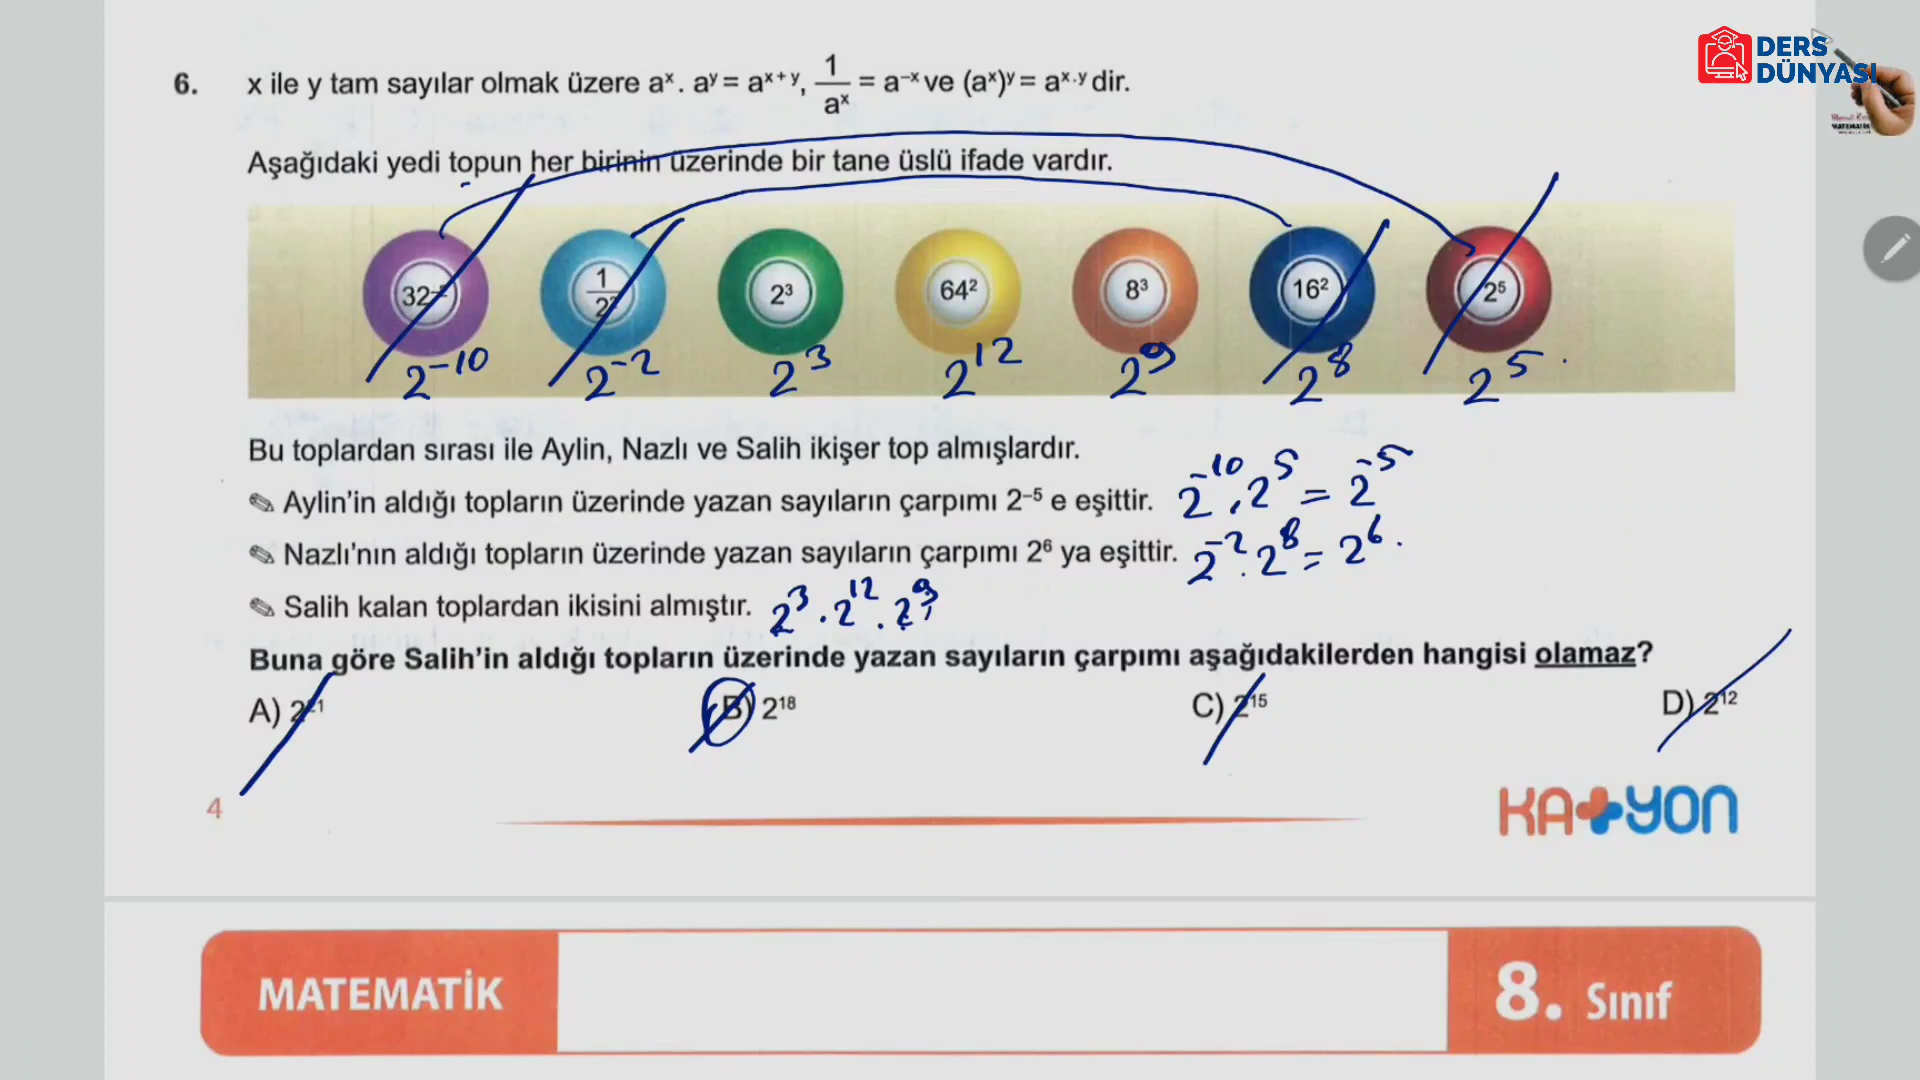 DERS
DÜNYASI
6. x ile y tam sayılar olmak üzere aˣ . aʸ = aˣ⁺ʸ, 1/aˣ = a⁻ˣ ve (aˣ)ʸ = aˣ·ʸ dir.
MATEMATİK
Aşağıdaki yedi topun her birinin üzerinde bir tane üslü ifade vardır.
32 1/2 2³ 64² 8³ 16² 2⁵
2⁻¹⁰ 2⁻² 2³ 2¹² 2⁹ 2⁸ 2⁵
Bu toplardan sırası ile Aylin, Nazlı ve Salih ikişer top almışlardır.
✎ Aylin'in aldığı topların üzerinde yazan sayıların çarpımı 2⁻⁵ e eşittir. 2⁻¹⁰ . 2⁵ = 2⁻⁵
✎ Nazlı'nın aldığı topların üzerinde yazan sayıların çarpımı 2⁶ ya eşittir. 2⁻² . 2⁸ = 2⁶
✎ Salih kalan toplardan ikisini almıştır. 2³ . 2¹² . 2⁹
Buna göre Salih'in aldığı topların üzerinde yazan sayıların çarpımı aşağıdakilerden hangisi olamaz?
A) 2²¹ B) 2¹⁸ C) 2¹⁵ D) 2¹²
4
KA+YON
MATEMATİK
8. Sınıf